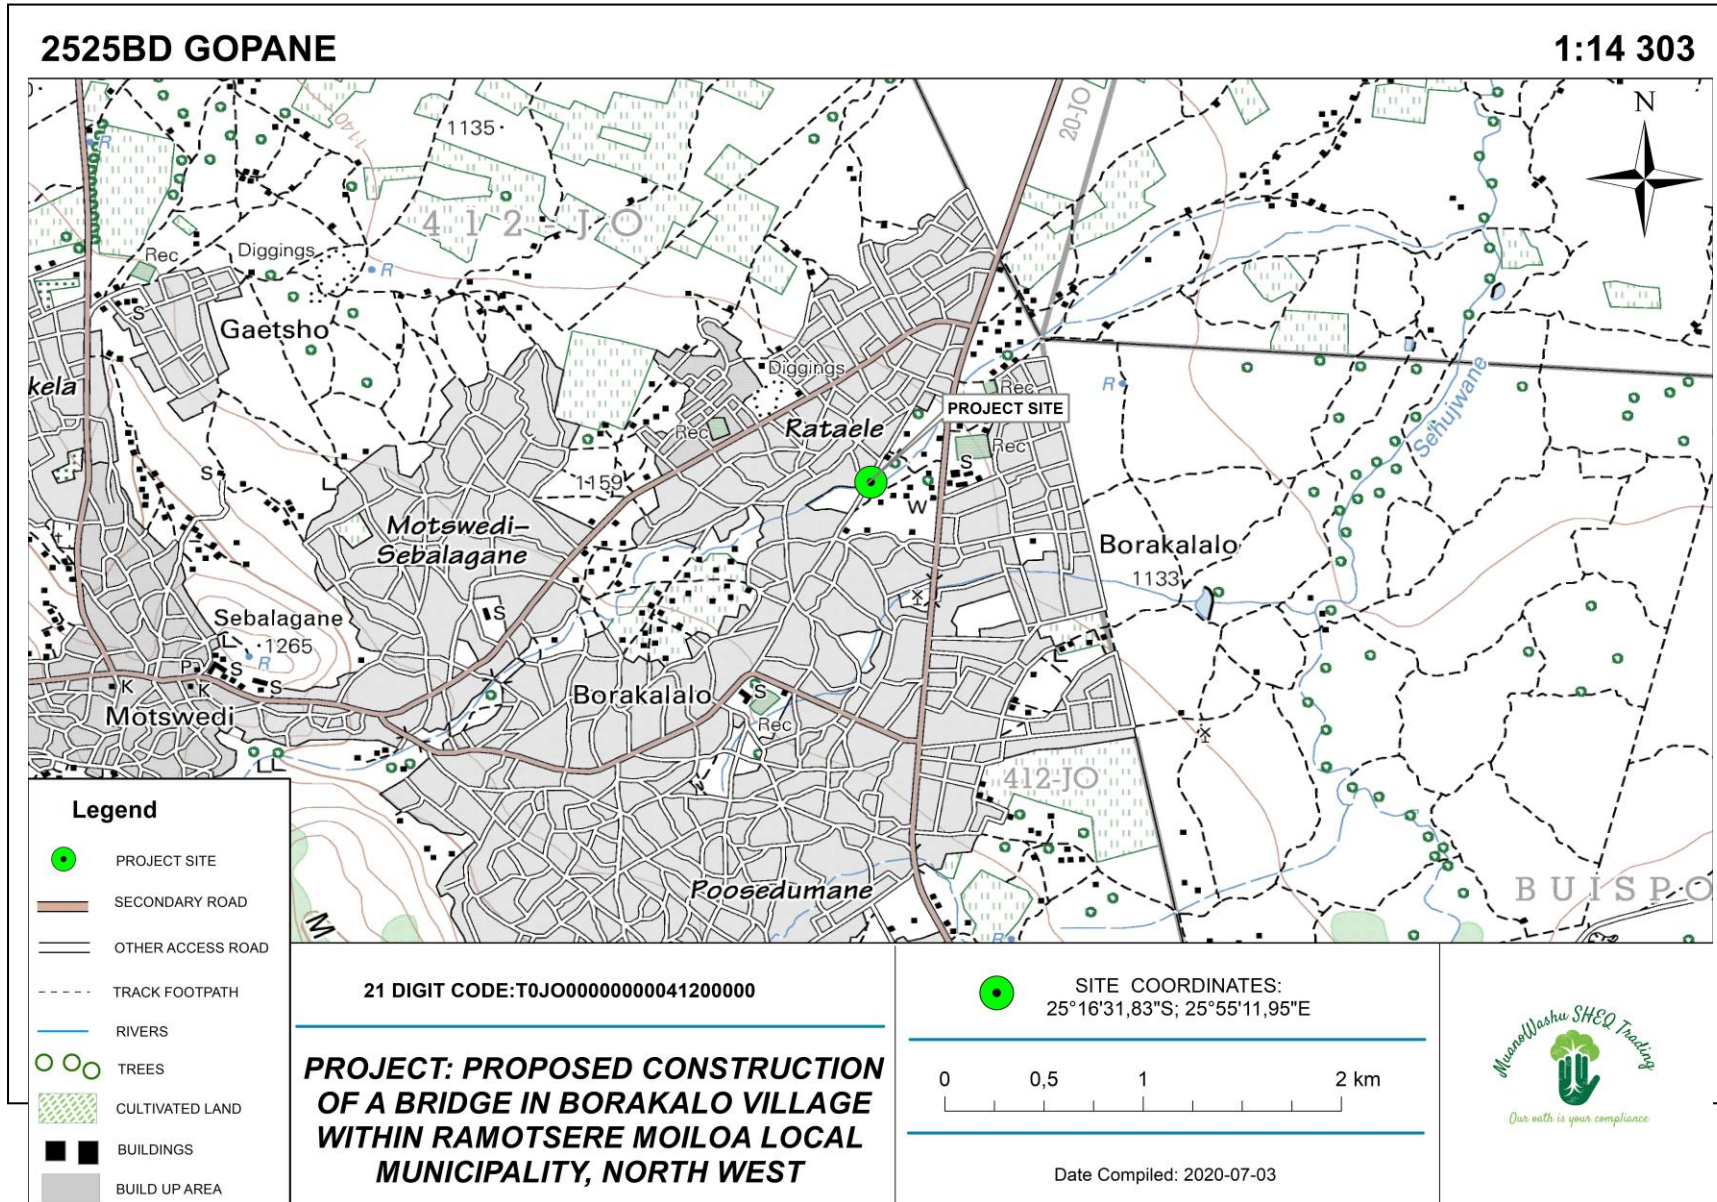 2525BD GOPANE
1:14 303
N
1135
1140
20-JO
R
412-JO
Rec
Diggings
R
S
Gaetsho
kela
Diggings
Rec
R
PROJECT SITE
Rataele
Rec
Rec
S
S
1159
W
Sehujwane
Motswedi-
Sebalagane
Borakalalo
1133
Sebalagane
1265
R
S
P
S
S
K
K
Motswedi
Borakalalo
S
Rec
412-JO
Poosedumane
BUISPO
M
R
Legend
PROJECT SITE
SECONDARY ROAD
OTHER ACCESS ROAD
TRACK FOOTPATH
RIVERS
TREES
CULTIVATED LAND
BUILDINGS
BUILD UP AREA
21 DIGIT CODE:T0JO00000000041200000
PROJECT: PROPOSED CONSTRUCTION
OF A BRIDGE IN BORAKALO VILLAGE
WITHIN RAMOTSERE MOILOA LOCAL
MUNICIPALITY, NORTH WEST
SITE COORDINATES:
25°16'31,83"S; 25°55'11,95"E
0 0,5 1 2 km
Date Compiled: 2020-07-03
MuanoWashu SHEQ Trading
Our oath is your compliance